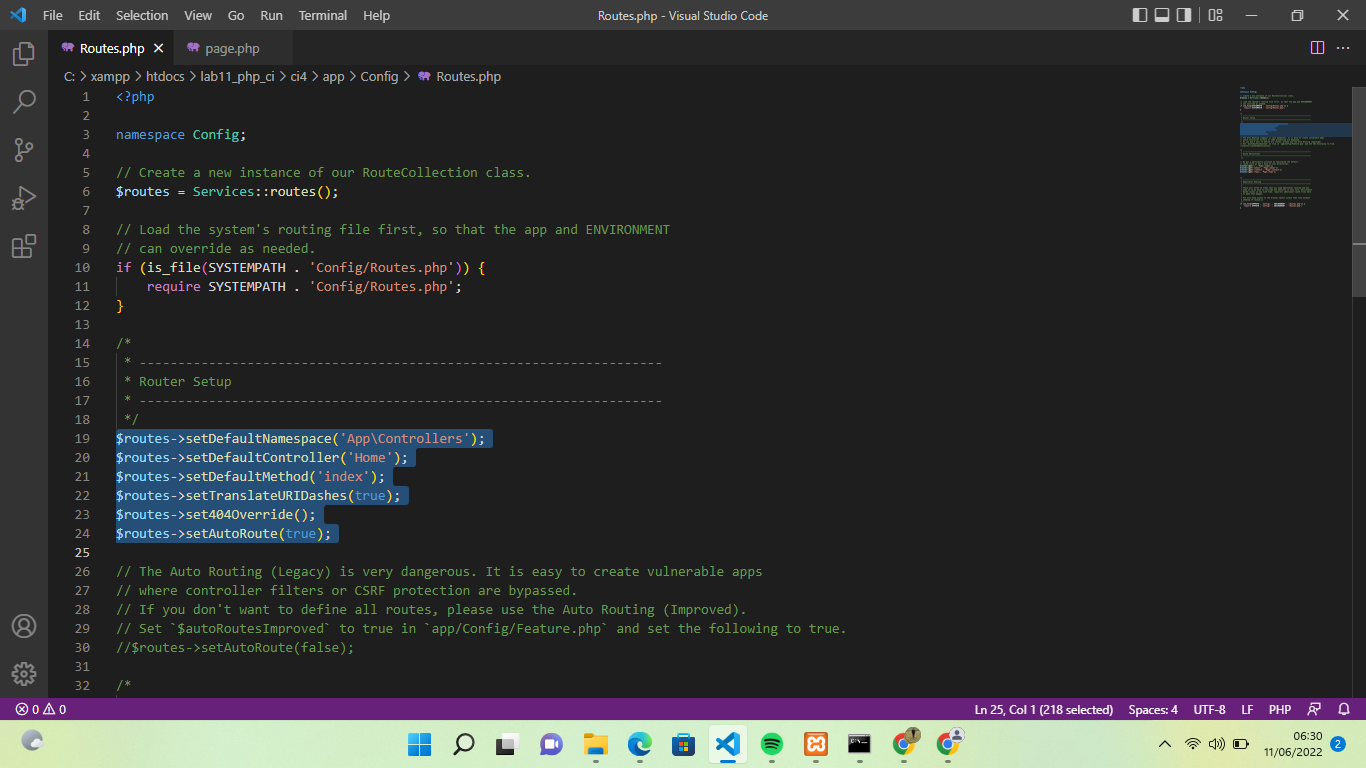 File Edit Selection View Go Run Terminal Help Routes.php - Visual Studio Code
Routes.php page.php
C: > xampp > htdocs > lab11_php_ci > ci4 > app > Config > Routes.php
1 <?php
2
3 namespace Config;
4
5 // Create a new instance of our RouteCollection class.
6 $routes = Services::routes();
7
8 // Load the system's routing file first, so that the app and ENVIRONMENT
9 // can override as needed.
10 if (is_file(SYSTEMPATH . 'Config/Routes.php')) {
11     require SYSTEMPATH . 'Config/Routes.php';
12 }
13
14 /*
15  * --------------------------------------------------------------------
16  * Router Setup
17  * --------------------------------------------------------------------
18  */
19 $routes->setDefaultNamespace('App\Controllers');
20 $routes->setDefaultController('Home');
21 $routes->setDefaultMethod('index');
22 $routes->setTranslateURIDashes(true);
23 $routes->set404Override();
24 $routes->setAutoRoute(true);
25
26 // The Auto Routing (Legacy) is very dangerous. It is easy to create vulnerable apps
27 // where controller filters or CSRF protection are bypassed.
28 // If you don't want to define all routes, please use the Auto Routing (Improved).
29 // Set `$autoRoutesImproved` to true in `app/Config/Feature.php` and set the following to true.
30 //$routes->setAutoRoute(false);
31
32 /*
0 0 Ln 25, Col 1 (218 selected) Spaces: 4 UTF-8 LF PHP
06:30
11/06/2022 2